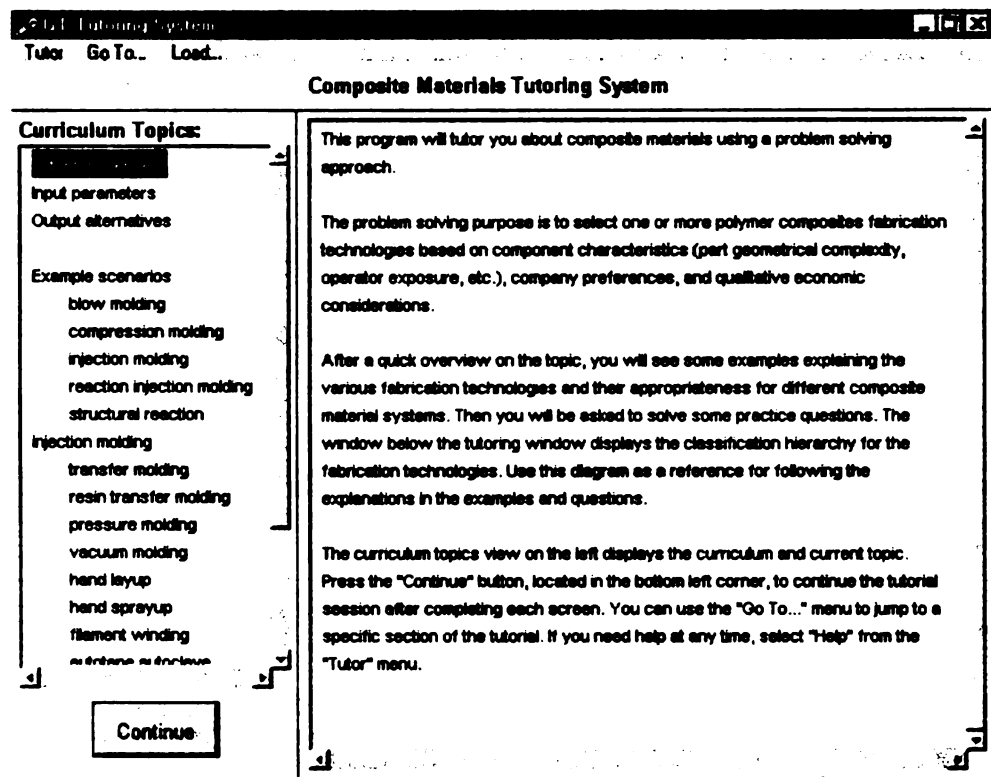 Tutoring System
Tutor Go To... Load...
Composite Materials Tutoring System
Curriculum Topics:
Input parameters
Output alternatives
Example scenarios
blow molding
compression molding
injection molding
reaction injection molding
structural reaction
Injection molding
transfer molding
resin transfer molding
pressure molding
vacuum molding
hand layup
hand sprayup
filament winding
autotape autoclave
Continue
This program will tutor you about composite materials using a problem solving
approach.
The problem solving purpose is to select one or more polymer composites fabrication
technologies based on component characteristics (part geometrical complexity,
operator exposure, etc.), company preferences, and qualitative economic
considerations.
After a quick overview on the topic, you will see some examples explaining the
various fabrication technologies and their appropriateness for different composite
material systems. Then you will be asked to solve some practice questions. The
window below the tutoring window displays the classification hierarchy for the
fabrication technologies. Use this diagram as a reference for following the
explanations in the examples and questions.
The curriculum topics view on the left displays the curriculum and current topic.
Press the "Continue" button, located in the bottom left corner, to continue the tutorial
session after completing each screen. You can use the "Go To..." menu to jump to a
specific section of the tutorial. If you need help at any time, select "Help" from the
"Tutor" menu.